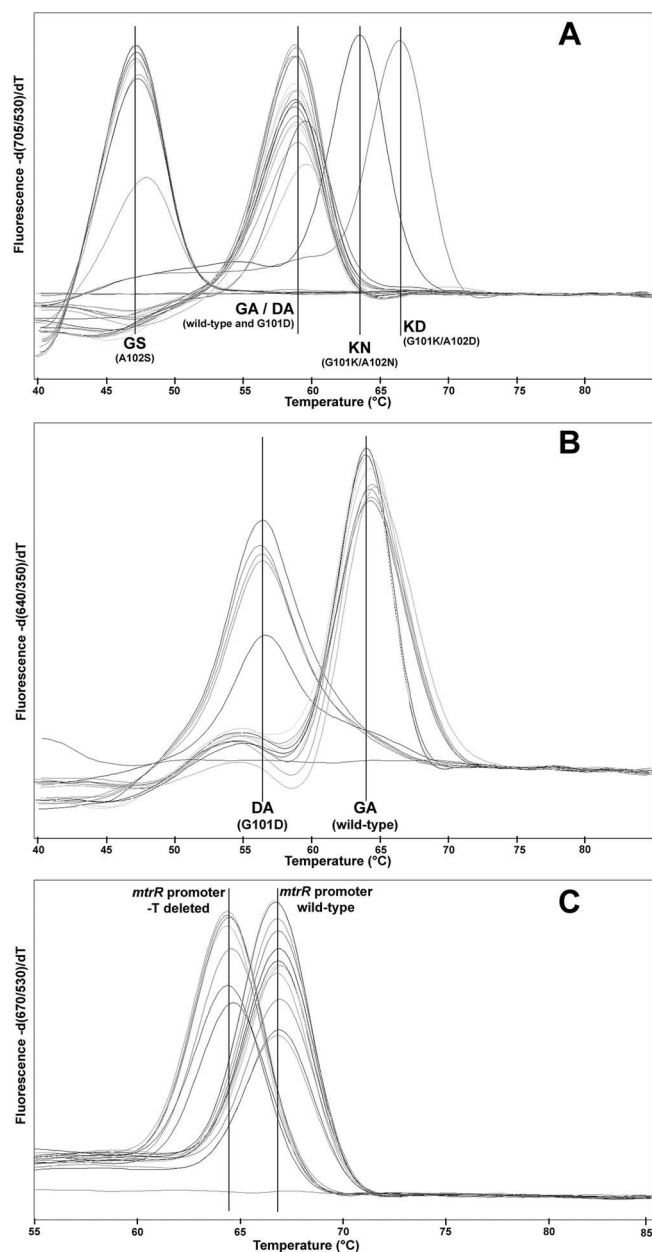 A
Fluorescence -d(705/530)/dT
GS
(A102S)
GA / DA
(wild-type and G101D)
KN
(G101K/A102N)
KD
(G101K/A102D)
40 45 50 55 60 65 70 75 80
Temperature (°C)
B
Fluorescence -d(640/350)/dT
DA
(G101D)
GA
(wild-type)
40 45 50 55 60 65 70 75 80
Temperature (°C)
C
Fluorescence -d(670/530)/dT
mtrR promoter
-T deleted
mtrR promoter
wild-type
55 60 65 70 75 80 85
Temperature (°C)